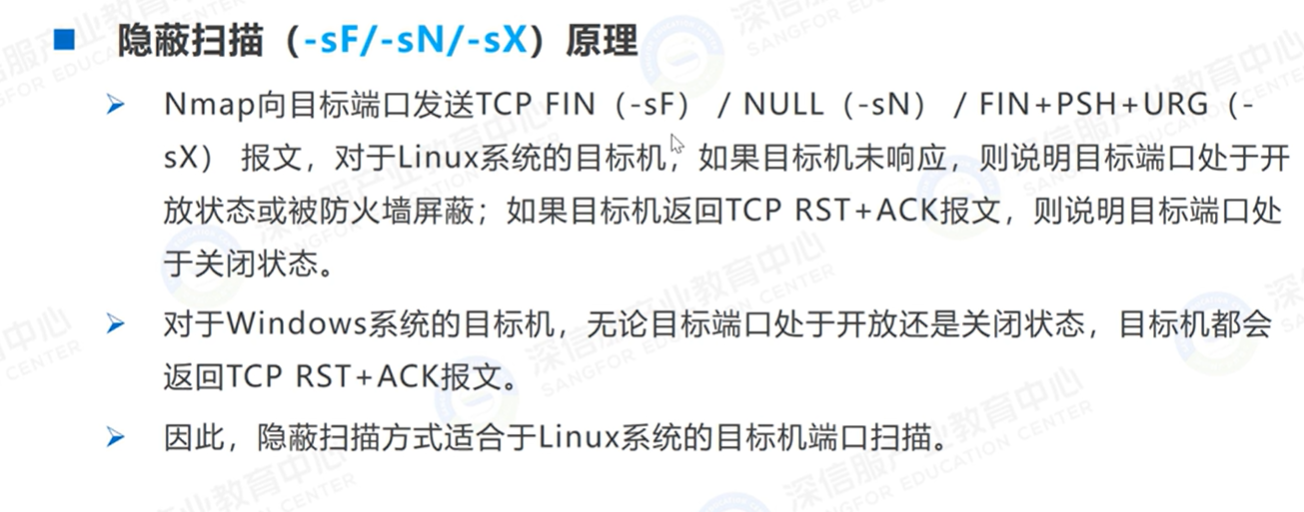 隐蔽扫描（-sF/-sN/-sX）原理
Nmap向目标端口发送TCP FIN（-sF） / NULL（-sN） / FIN+PSH+URG（-
sX） 报文，对于Linux系统的目标机，如果目标机未响应，则说明目标端口处于开
放状态或被防火墙屏蔽；如果目标机返回TCP RST+ACK报文，则说明目标端口处
于关闭状态。
对于Windows系统的目标机，无论目标端口处于开放还是关闭状态，目标机都会
返回TCP RST+ACK报文。
因此，隐蔽扫描方式适合于Linux系统的目标机端口扫描。
深信服产业教育中心
SANGFOR EDUCATION CENTER